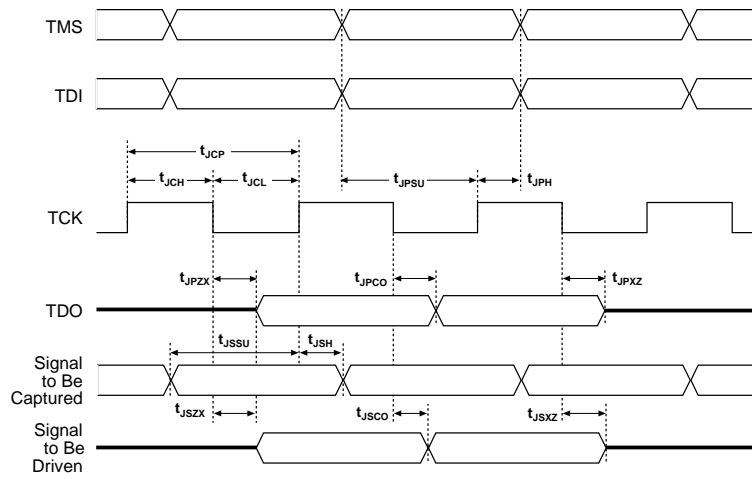 TMS
TDI
tJCP
tJCH
tJCL
tJPSU
tJPH
TCK
tJPZX
tJPCO
tJPXZ
TDO
tJSSU
tJSH
Signal
to Be
Captured
tJSZX
tJSCO
tJSXZ
Signal
to Be
Driven